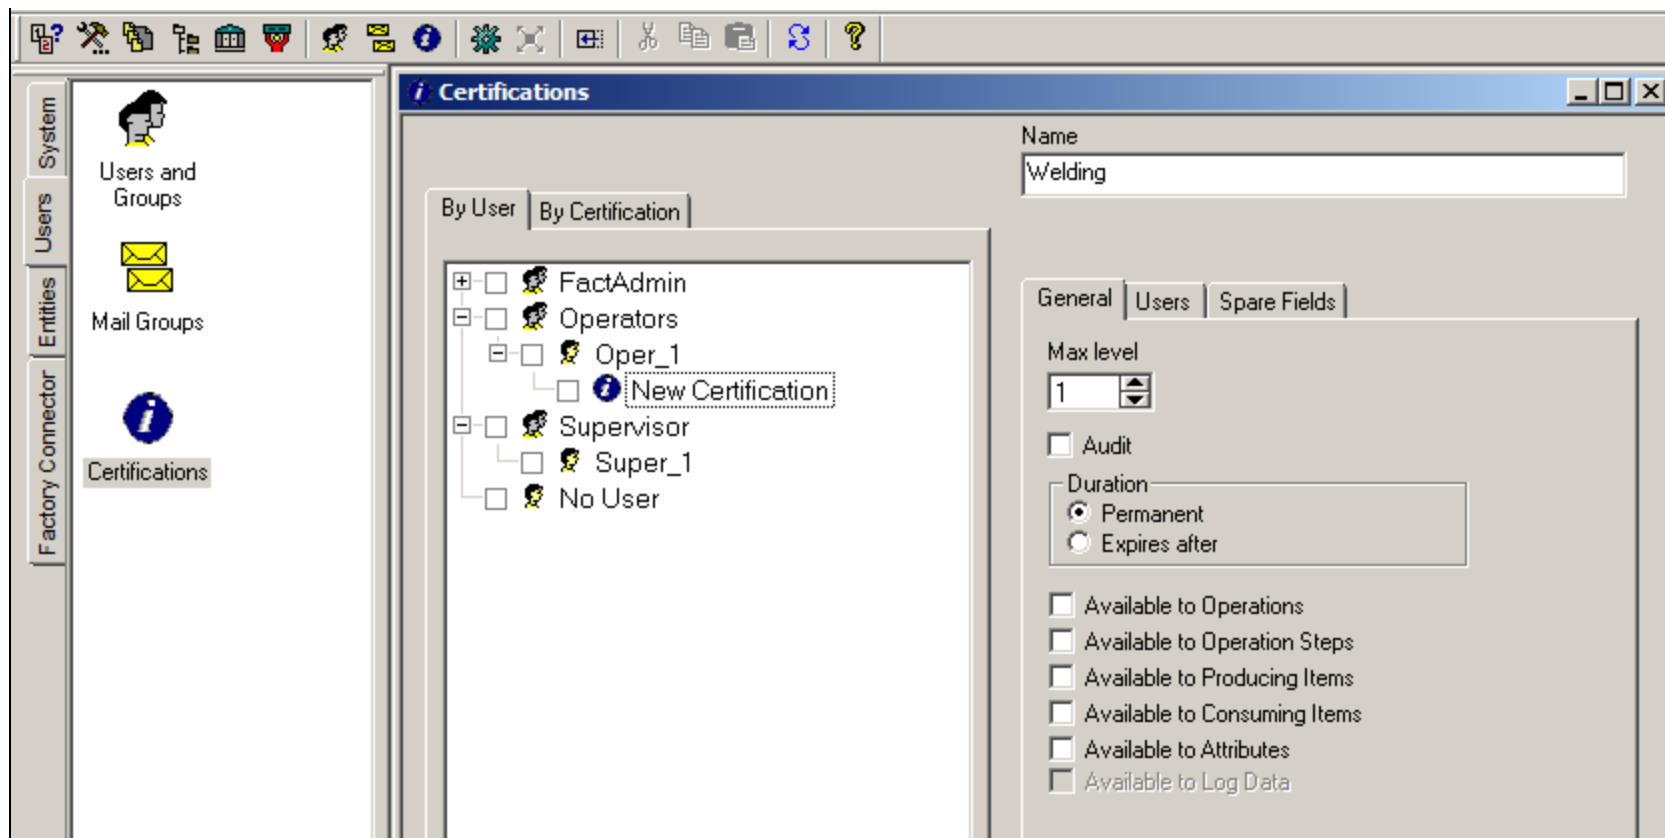 System
Users
Entities
Factory Connector
Users and
Groups
Mail Groups
Certifications
Certifications
By User
By Certification
FactAdmin
Operators
Oper_1
New Certification
Supervisor
Super_1
No User
Name
Welding
General
Users
Spare Fields
Max level
1
Audit
Duration
Permanent
Expires after
Available to Operations
Available to Operation Steps
Available to Producing Items
Available to Consuming Items
Available to Attributes
Available to Log Data